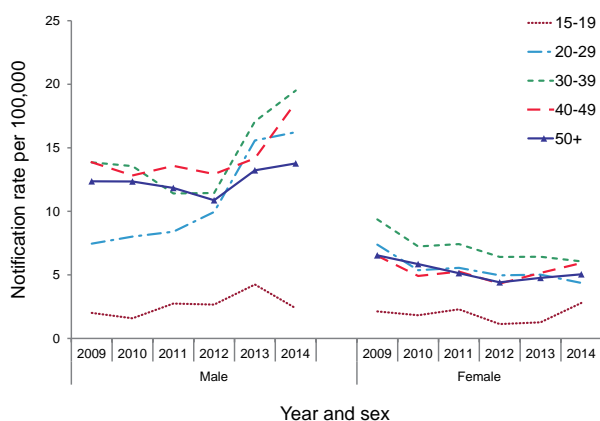 25
20
15
10
5
0
Notification rate per 100,000
15-19
20-29
30-39
40-49
50+
2009 2010 2011 2012 2013 2014 2009 2010 2011 2012 2013 2014
Male Female
Year and sex